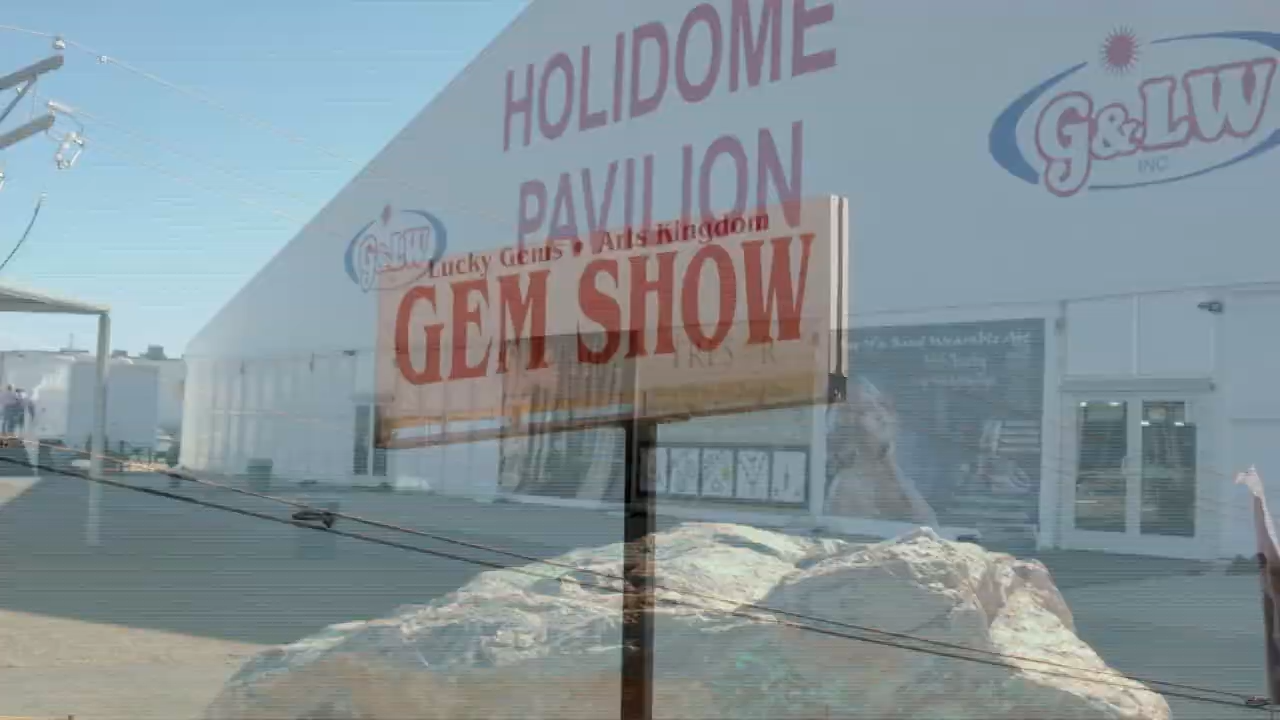 HOLIDOME
PAVILION
G&LW
INC
G&LW
Lucky Gems • Arts Kingdom
GEM SHOW